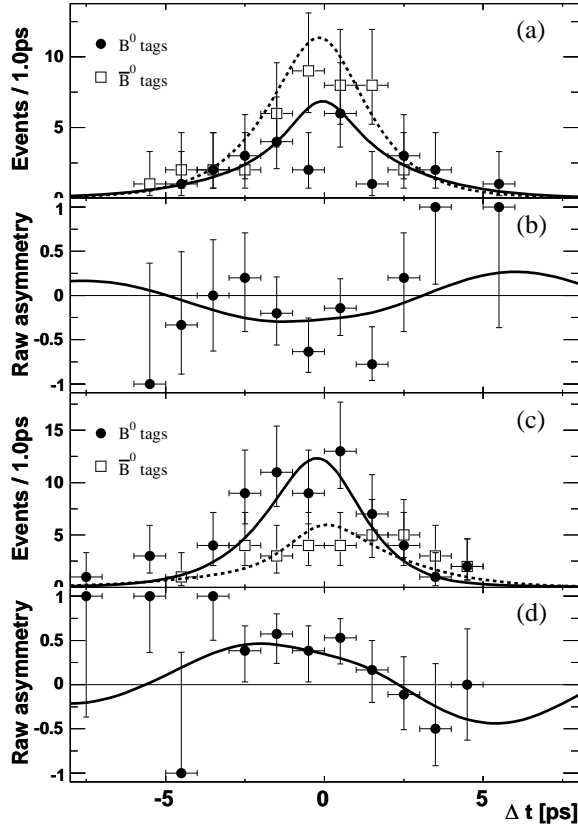 (a)
10
5
0
Events / 1.0ps
B⁰ tags
B̅⁰ tags
(b)
1
0.5
0
-0.5
-1
Raw asymmetry
(c)
15
10
5
0
Events / 1.0ps
B⁰ tags
B̅⁰ tags
(d)
1
0.5
0
-0.5
-1
Raw asymmetry
-5
0
5
Δ t [ps]